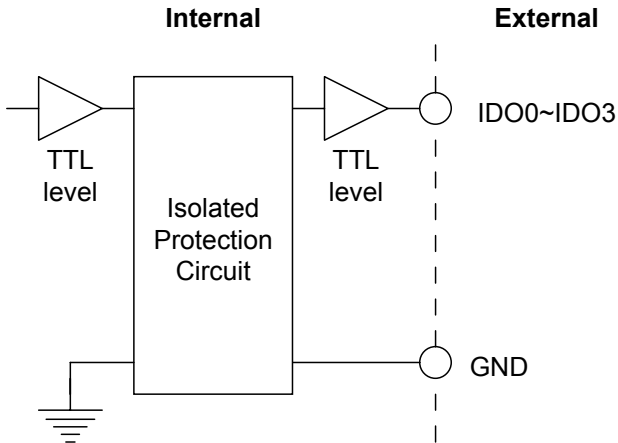 Internal
External
TTL
level
Isolated
Protection
Circuit
TTL
level
IDO0~IDO3
GND